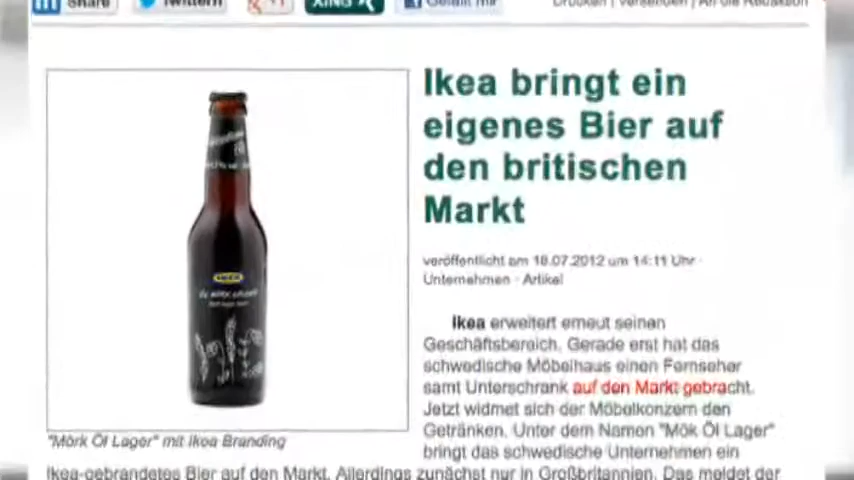 Share Twittern +1 XING Gefällt mir Drucken | Versenden | An die Redaktion
Ikea bringt ein
eigenes Bier auf
den britischen
Markt
veröffentlicht am 18.07.2012 um 14:11 Uhr ·
Unternehmen · Artikel
Ikea erweitert erneut seinen
Geschäftsbereich. Gerade erst hat das
schwedische Möbelhaus einen Fernseher
samt Unterschrank auf den Markt gebracht.
Jetzt widmet sich der Möbelkonzern den
Getränken. Unter dem Namen "Mök Öl Lager"
bringt das schwedische Unternehmen ein
IKEA
"Mörk Öl Lager" mit Ikea Branding
Ikea-gebrandetes Bier auf den Markt. Allerdings zunächst nur in Großbritannien. Das meldet der